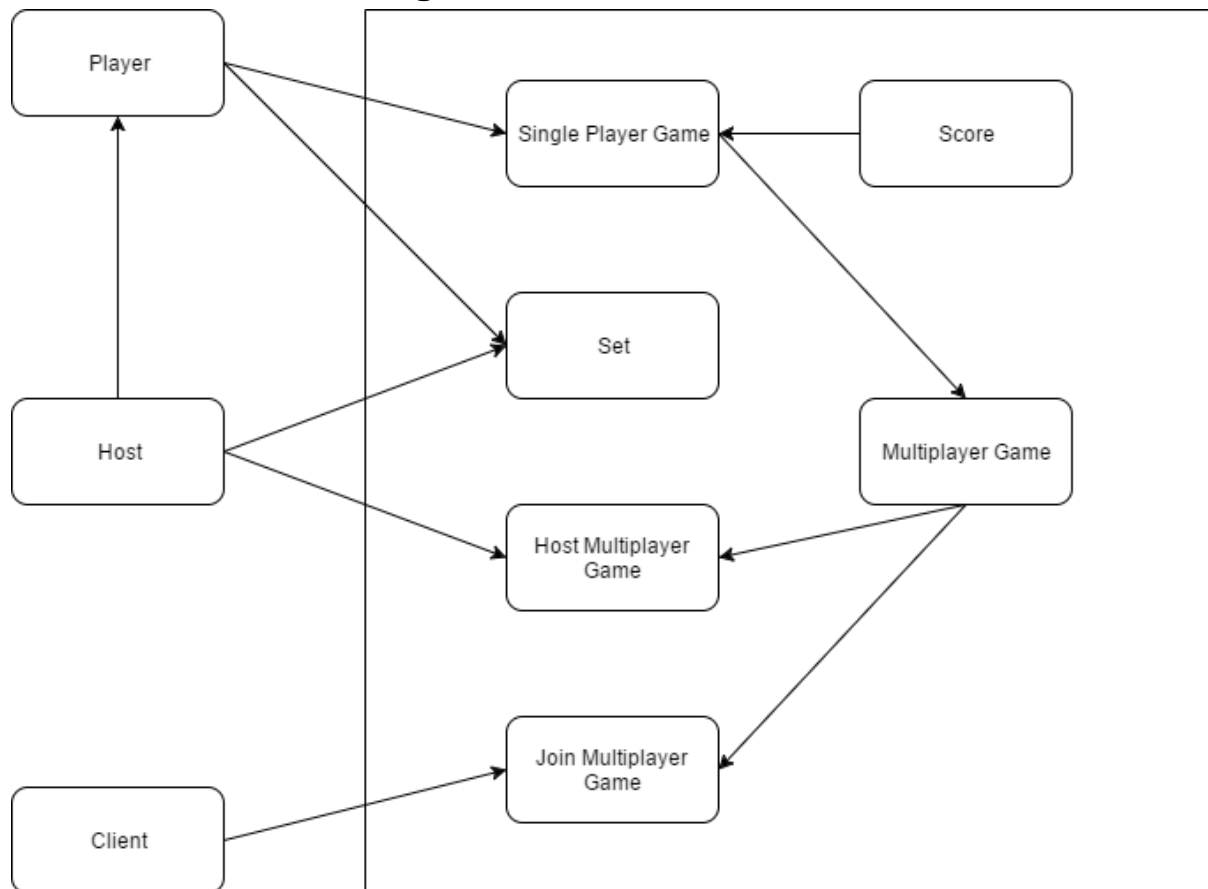 Player
Single Player Game
Score
Set
Host
Multiplayer Game
Host Multiplayer
Game
Join Multiplayer
Game
Client